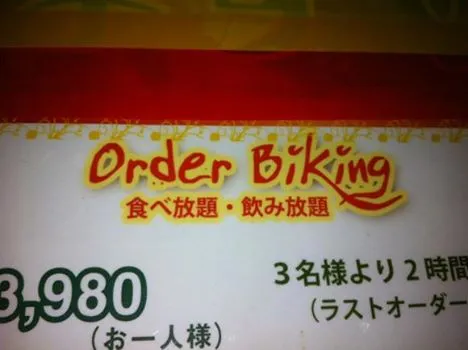 Order Biking
食べ放題・飲み放題
3,980
(お一人様)
3名様より2時間
(ラストオーダー